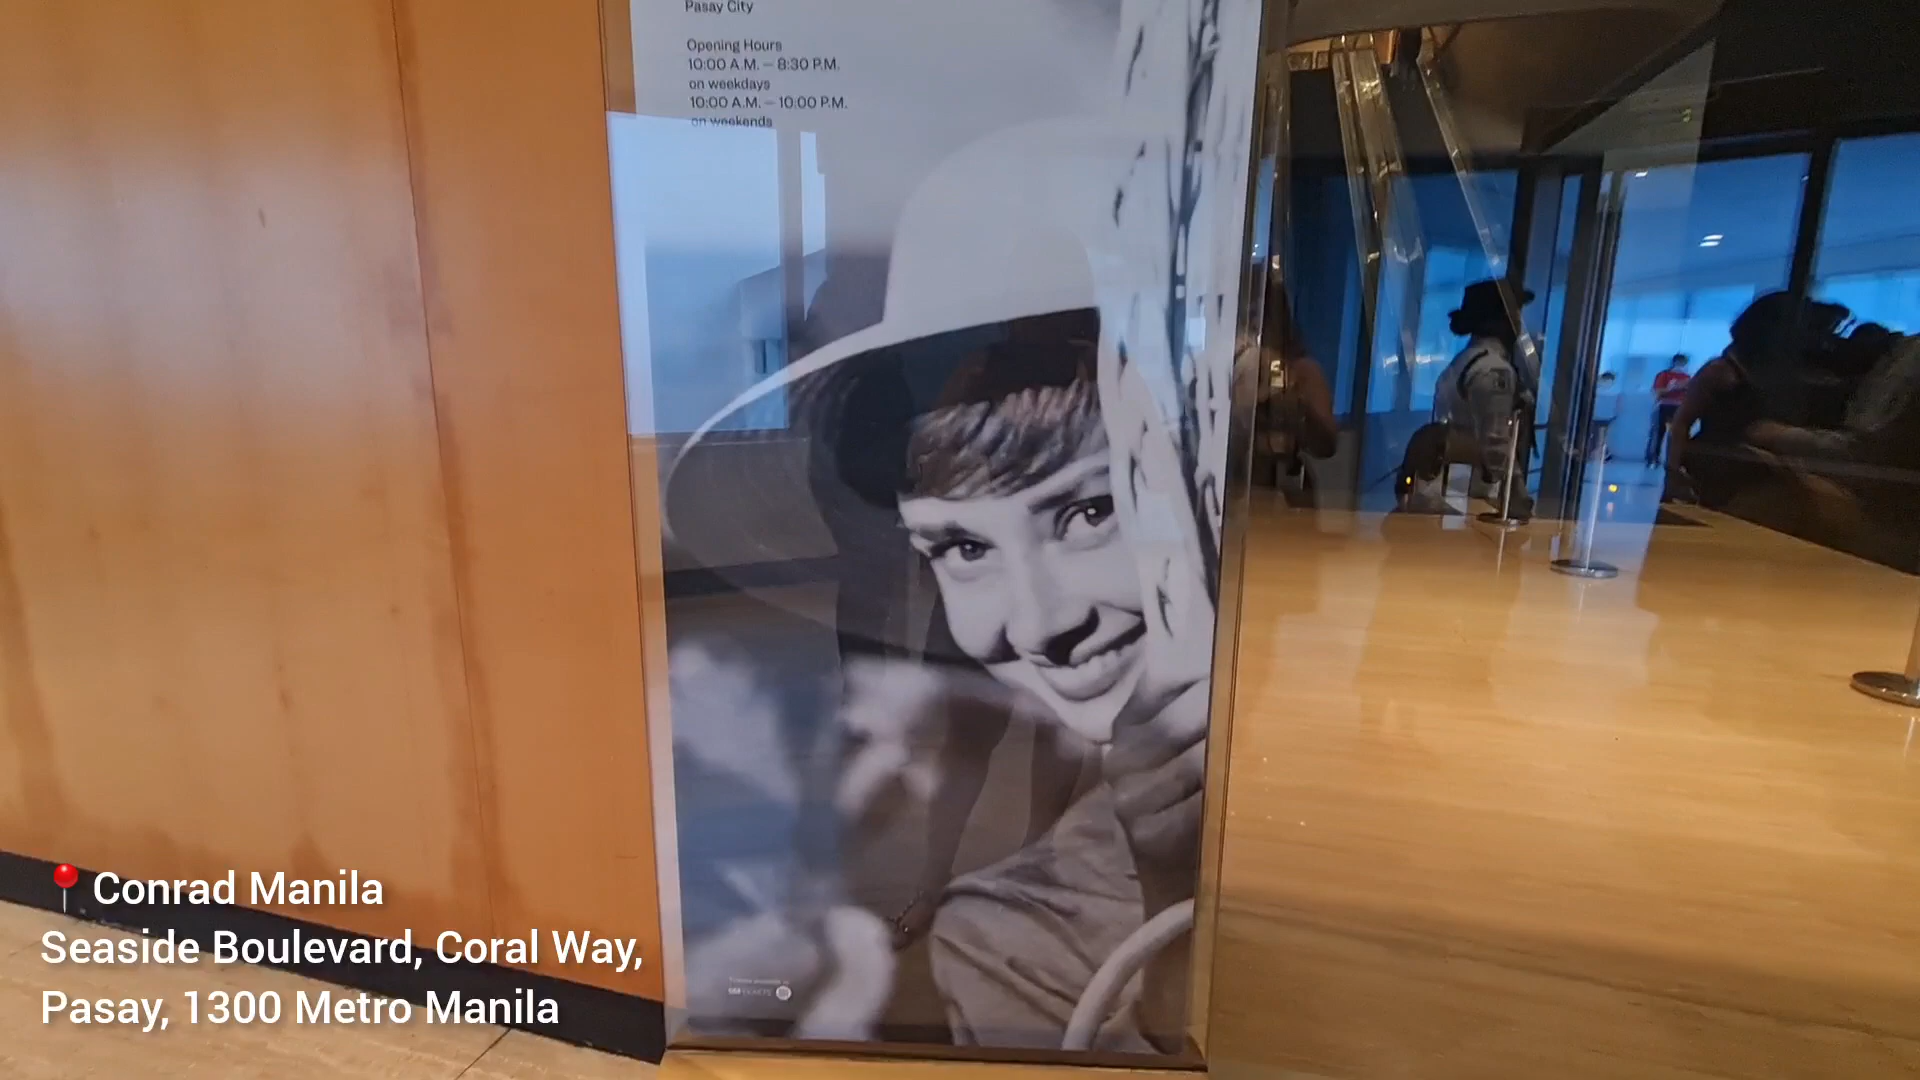 Pasay City
Opening Hours
10:00 A.M. – 8:30 P.M.
on weekdays
10:00 A.M. – 10:00 P.M.
on weekends
📍 Conrad Manila
Seaside Boulevard, Coral Way,
Pasay, 1300 Metro Manila